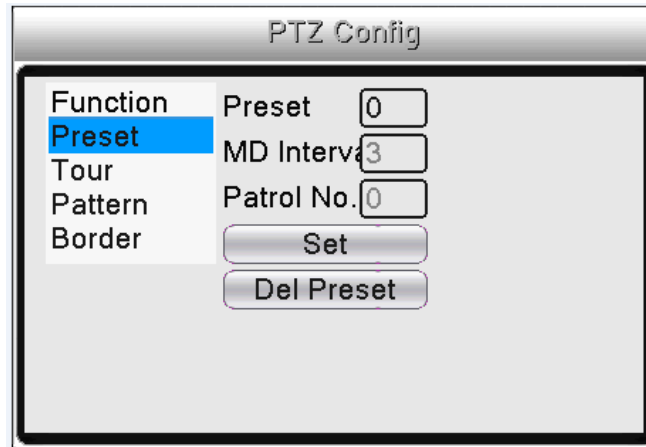 PTZ Config
Function
Preset
Tour
Pattern
Border
Preset 0
MD Interva 3
Patrol No. 0
Set
Del Preset